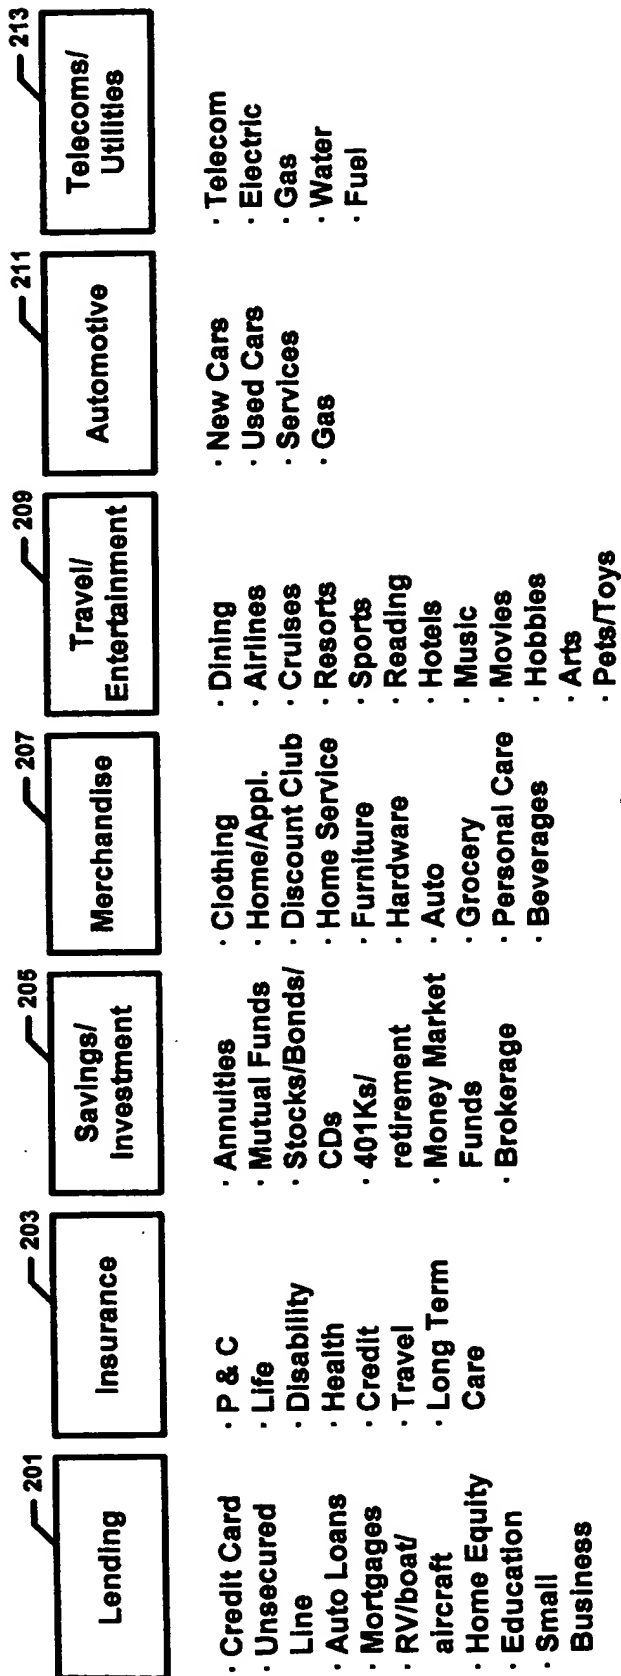 201
Lending
· Credit Card
· Unsecured
Line
· Auto Loans
· Mortgages
· RV/boat/
aircraft
· Home Equity
· Education
· Small
Business
203
Insurance
· P & C
· Life
· Disability
· Health
· Credit
· Travel
· Long Term
Care
205
Savings/
Investment
· Annuities
· Mutual Funds
· Stocks/Bonds/
CDs
· 401Ks/
retirement
· Money Market
Funds
· Brokerage
207
Merchandise
· Clothing
· Home/Appl.
· Discount Club
· Home Service
· Furniture
· Hardware
· Auto
· Grocery
· Personal Care
· Beverages
209
Travel/
Entertainment
· Dining
· Airlines
· Cruises
· Resorts
· Sports
· Reading
· Hotels
· Music
· Movies
· Hobbies
· Arts
· Pets/Toys
211
Automotive
· New Cars
· Used Cars
· Services
· Gas
213
Telecoms/
Utilities
· Telecom
· Electric
· Gas
· Water
· Fuel